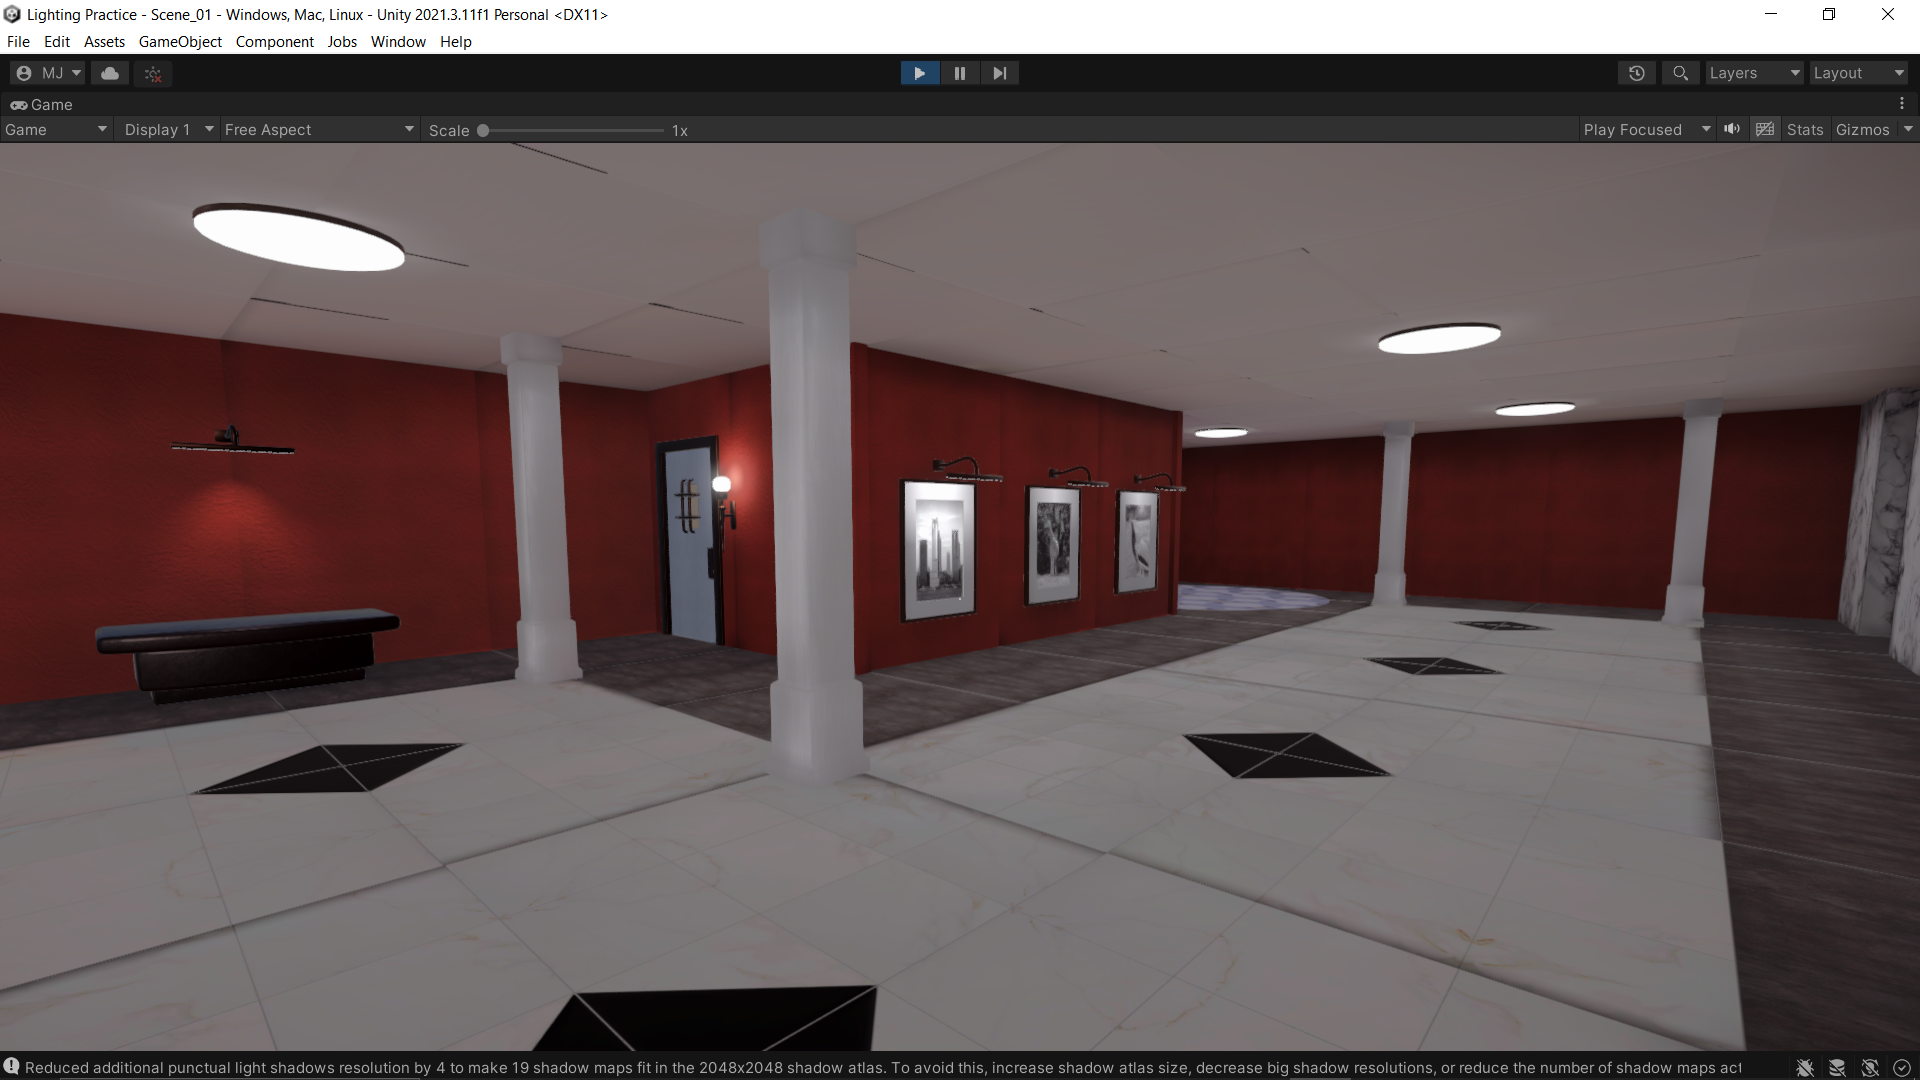 Lighting Practice - Scene_01 - Windows, Mac, Linux - Unity 2021.3.11f1 Personal <DX11>
File Edit Assets GameObject Component Jobs Window Help
MJ Layers Layout
Game
Game Display 1 Free Aspect Scale 1x Play Focused Stats Gizmos
Reduced additional punctual light shadows resolution by 4 to make 19 shadow maps fit in the 2048x2048 shadow atlas. To avoid this, increase shadow atlas size, decrease big shadow resolutions, or reduce the number of shadow maps act